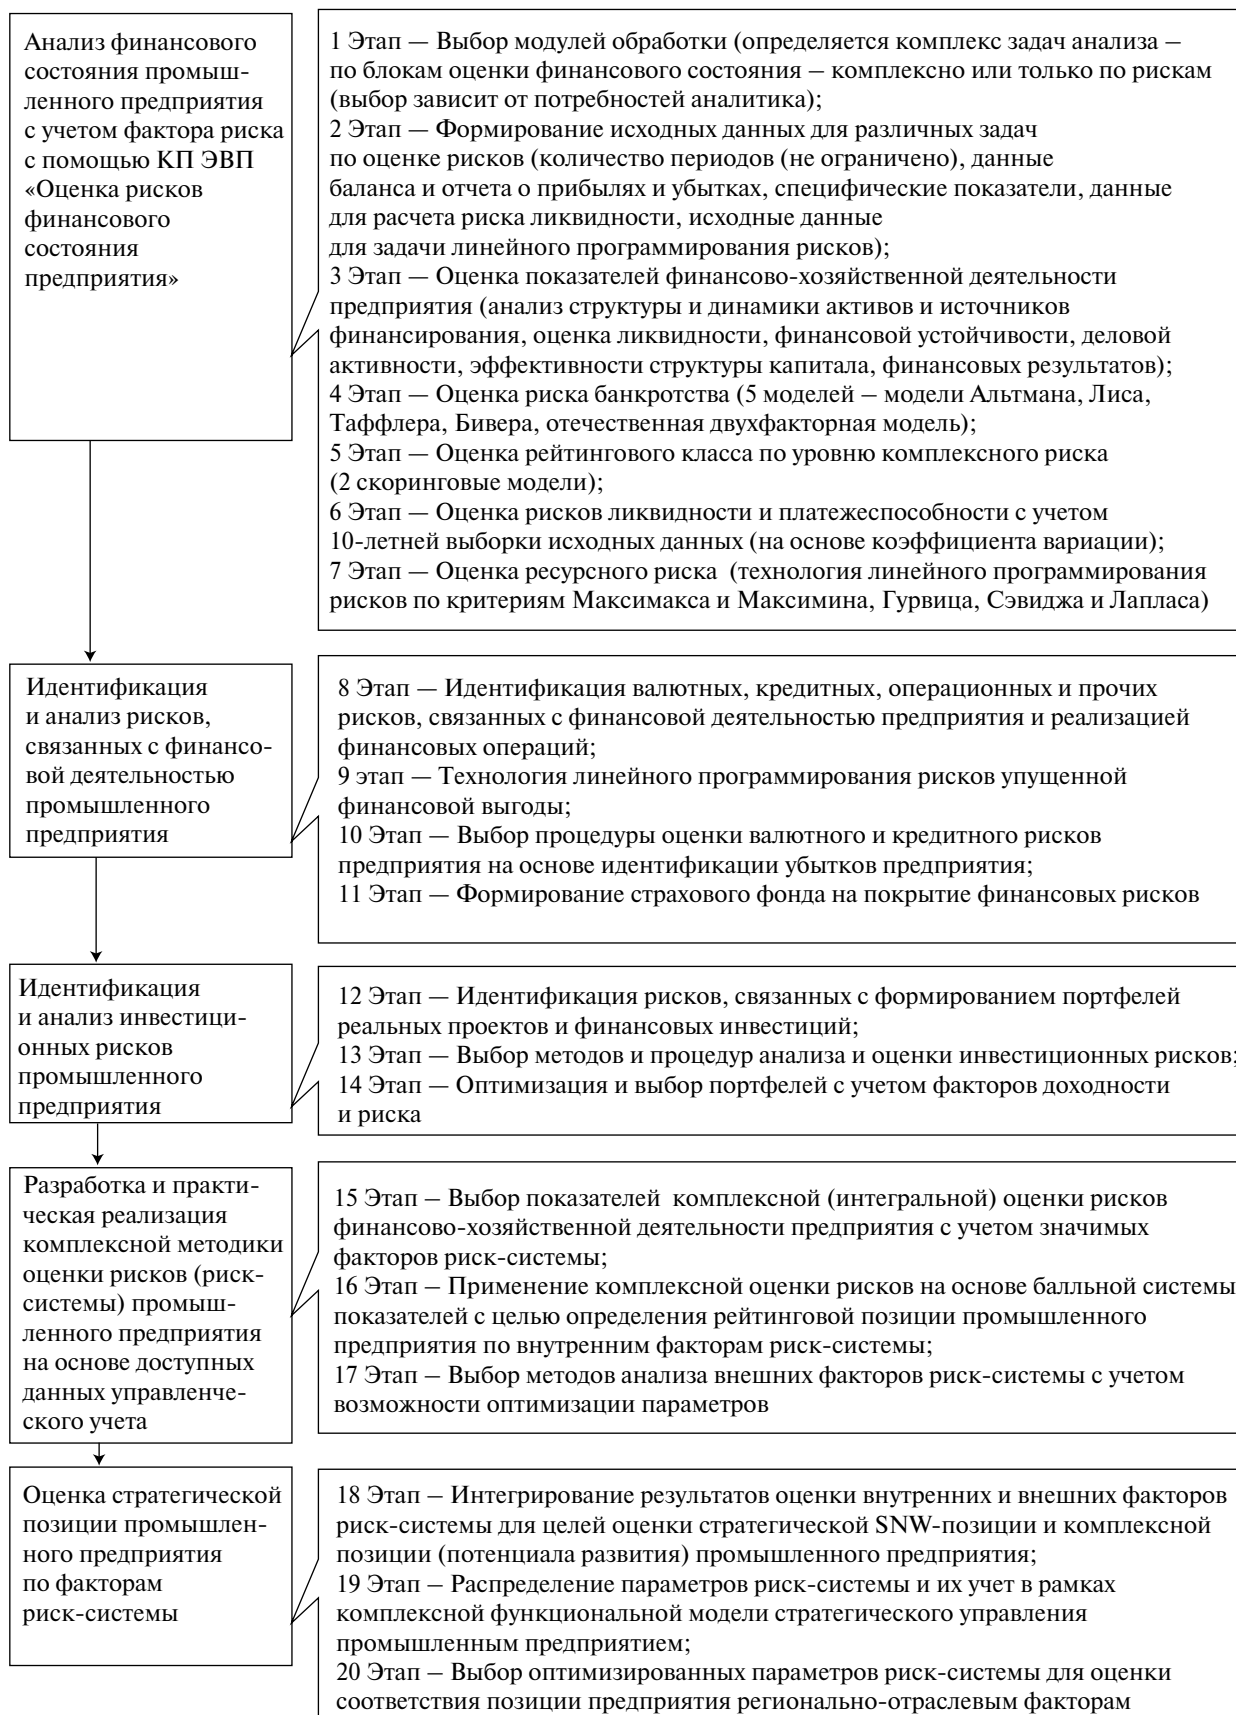 Анализ финансового
состояния промыш-
ленного предприятия
с учетом фактора риска
с помощью КП ЭВП
«Оценка рисков
финансового
состояния
предприятия»
1 Этап — Выбор модулей обработки (определяется комплекс задач анализа —
по блокам оценки финансового состояния — комплексно или только по рискам
(выбор зависит от потребностей аналитика);
2 Этап — Формирование исходных данных для различных задач
по оценке рисков (количество периодов (не ограничено), данные
баланса и отчета о прибылях и убытках, специфические показатели, данные
для расчета риска ликвидности, исходные данные
для задачи линейного программирования рисков);
3 Этап — Оценка показателей финансово-хозяйственной деятельности
предприятия (анализ структуры и динамики активов и источников
финансирования, оценка ликвидности, финансовой устойчивости, деловой
активности, эффективности структуры капитала, финансовых результатов);
4 Этап — Оценка риска банкротства (5 моделей — модели Альтмана, Лиса,
Таффлера, Бивера, отечественная двухфакторная модель);
5 Этап — Оценка рейтингового класса по уровню комплексного риска
(2 скоринговые модели);
6 Этап — Оценка рисков ликвидности и платежеспособности с учетом
10-летней выборки исходных данных (на основе коэффициента вариации);
7 Этап — Оценка ресурсного риска (технология линейного программирования
рисков по критериям Максимакса и Максимина, Гурвица, Сэвиджа и Лапласа)
Идентификация
и анализ рисков,
связанных с финансо-
вой деятельностью
промышленного
предприятия
8 Этап — Идентификация валютных, кредитных, операционных и прочих
рисков, связанных с финансовой деятельностью предприятия и реализацией
финансовых операций;
9 этап — Технология линейного программирования рисков упущенной
финансовой выгоды;
10 Этап — Выбор процедуры оценки валютного и кредитного рисков
предприятия на основе идентификации убытков предприятия;
11 Этап — Формирование страхового фонда на покрытие финансовых рисков
Идентификация
и анализ инвестици-
онных рисков
промышленного
предприятия
12 Этап — Идентификация рисков, связанных с формированием портфелей
реальных проектов и финансовых инвестиций;
13 Этап — Выбор методов и процедур анализа и оценки инвестиционных рисков;
14 Этап — Оптимизация и выбор портфелей с учетом факторов доходности
и риска
Разработка и практи-
ческая реализация
комплексной методики
оценки рисков (риск-
системы) промыш-
ленного предприятия
на основе доступных
данных управленче-
ского учета
15 Этап — Выбор показателей комплексной (интегральной) оценки рисков
финансово-хозяйственной деятельности предприятия с учетом значимых
факторов риск-системы;
16 Этап — Применение комплексной оценки рисков на основе балльной системы
показателей с целью определения рейтинговой позиции промышленного
предприятия по внутренним факторам риск-системы;
17 Этап — Выбор методов анализа внешних факторов риск-системы с учетом
возможности оптимизации параметров
Оценка стратегической
позиции промышлен-
ного предприятия
по факторам
риск-системы
18 Этап — Интегрирование результатов оценки внутренних и внешних факторов
риск-системы для целей оценки стратегической SNW-позиции и комплексной
позиции (потенциала развития) промышленного предприятия;
19 Этап — Распределение параметров риск-системы и их учет в рамках
комплексной функциональной модели стратегического управления
промышленным предприятием;
20 Этап — Выбор оптимизированных параметров риск-системы для оценки
соответствия позиции предприятия регионально-отраслевым факторам